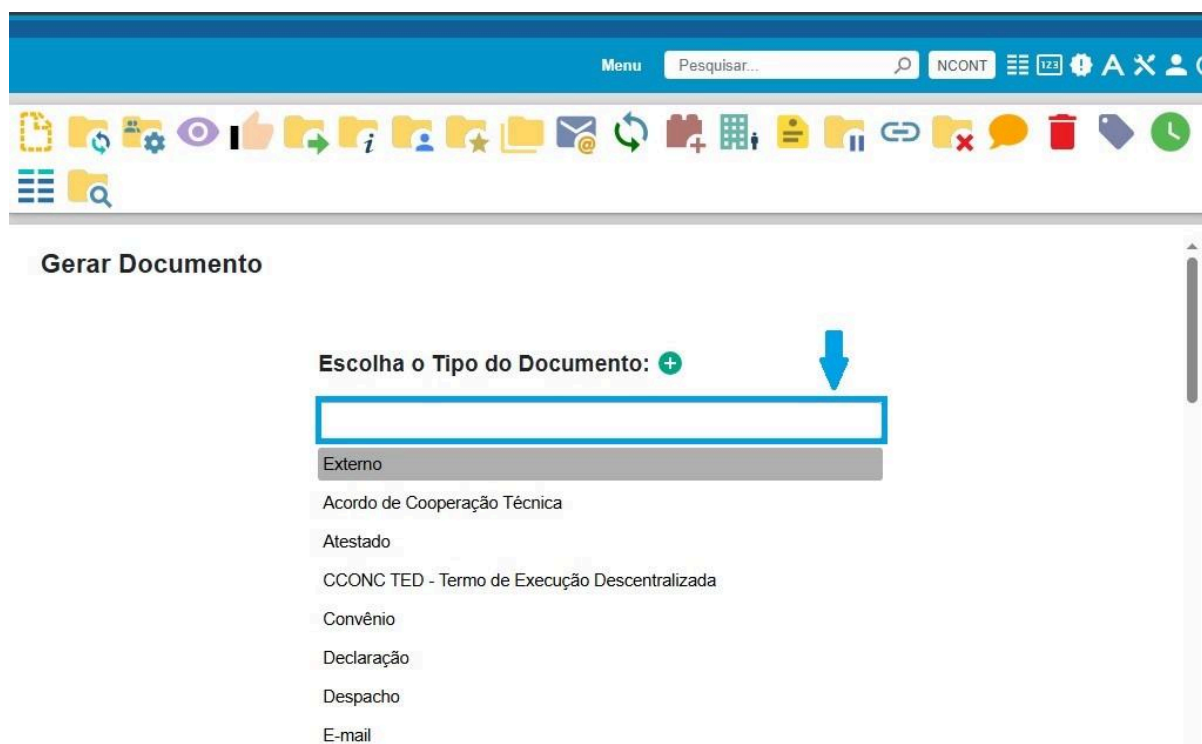 Menu Pesquisar... NCONT 123 A
Gerar Documento
Escolha o Tipo do Documento:
Externo
Acordo de Cooperação Técnica
Atestado
CCONC TED - Termo de Execução Descentralizada
Convênio
Declaração
Despacho
E-mail